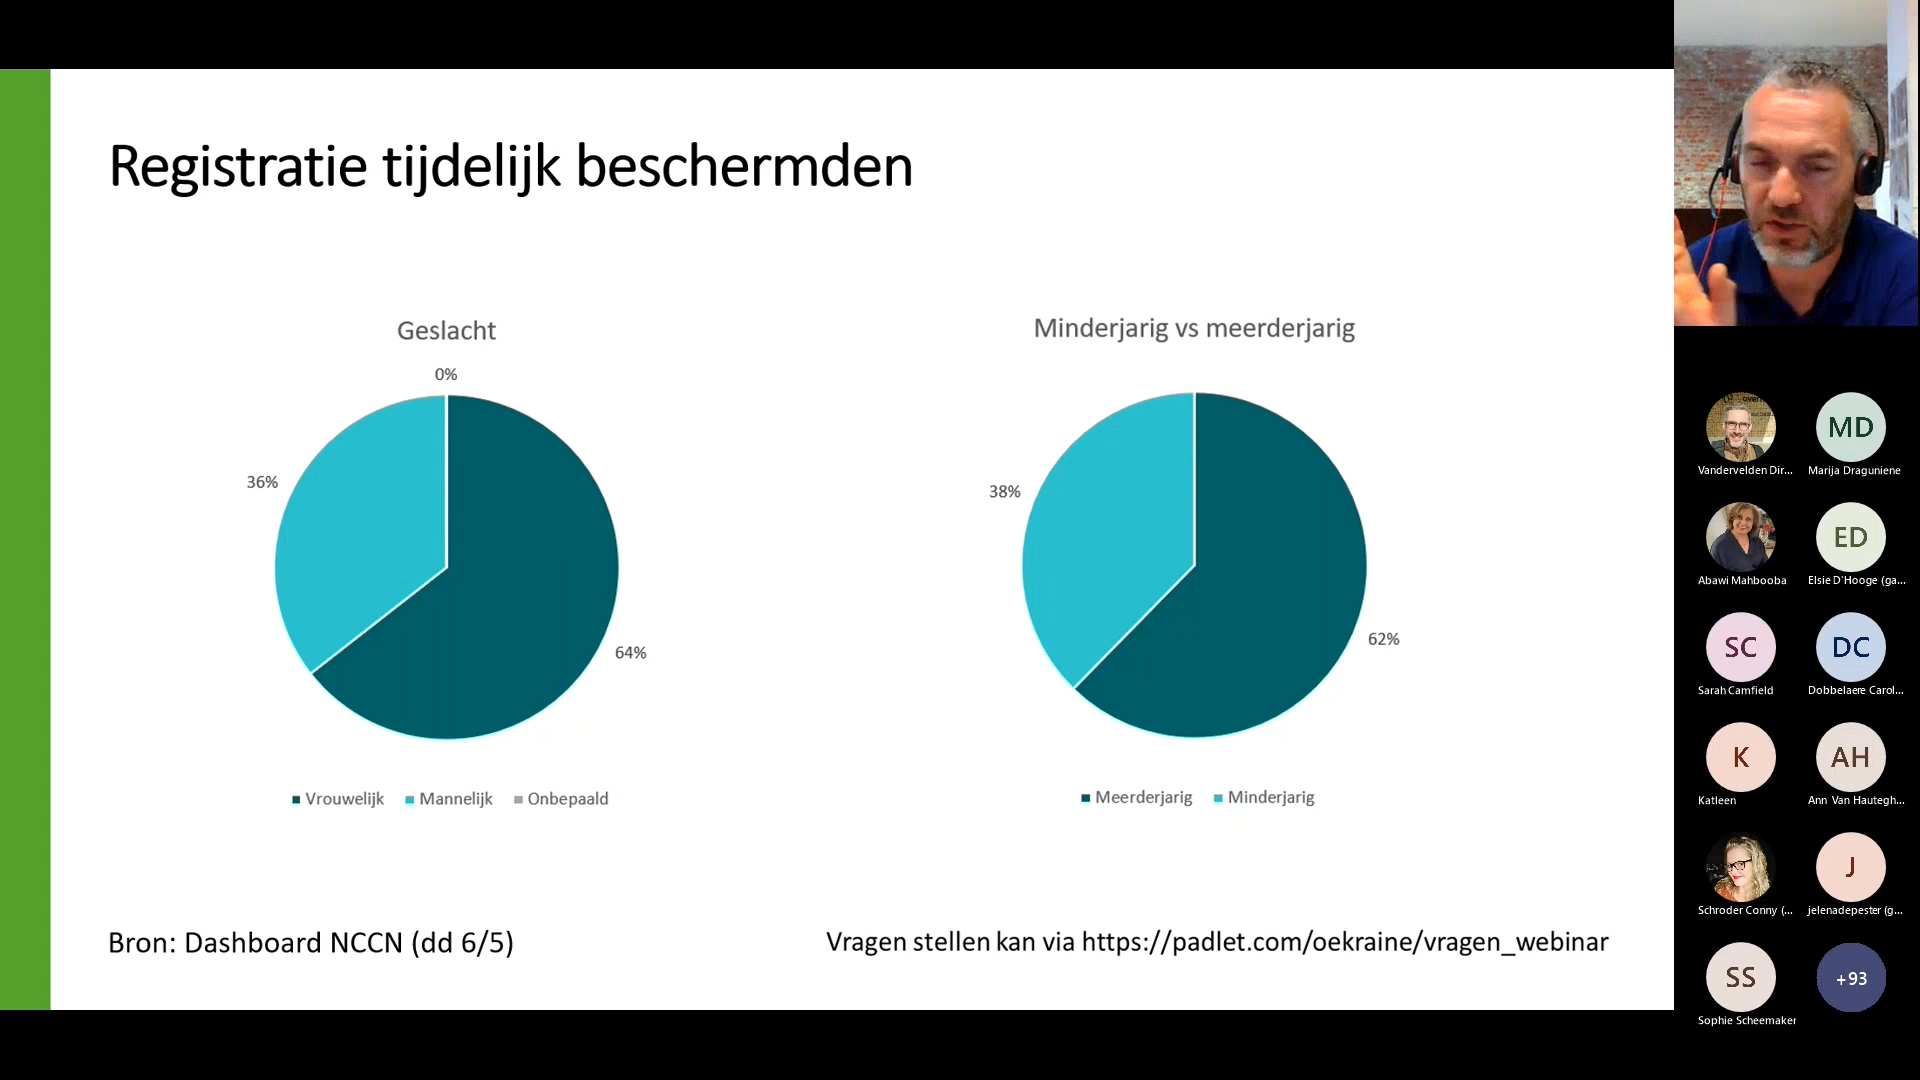 Registratie tijdelijk beschermden
Geslacht
0%
36%
64%
Vrouwelijk Mannelijk Onbepaald
Minderjarig vs meerderjarig
38%
62%
Meerderjarig Minderjarig
Bron: Dashboard NCCN (dd 6/5)
Vragen stellen kan via https://padlet.com/oekraine/vragen_webinar
Vandervelden Dir...
MD
Marija Draguniene
Abawi Mahbooba
ED
Elsie D'Hooge (ga...
SC
Sarah Camfield
DC
Dobbelaere Carol...
K
Katleen
AH
Ann Van Hautegh...
Schroder Conny (...
J
jelenadepester (g...
SS
Sophie Scheemaker
+93